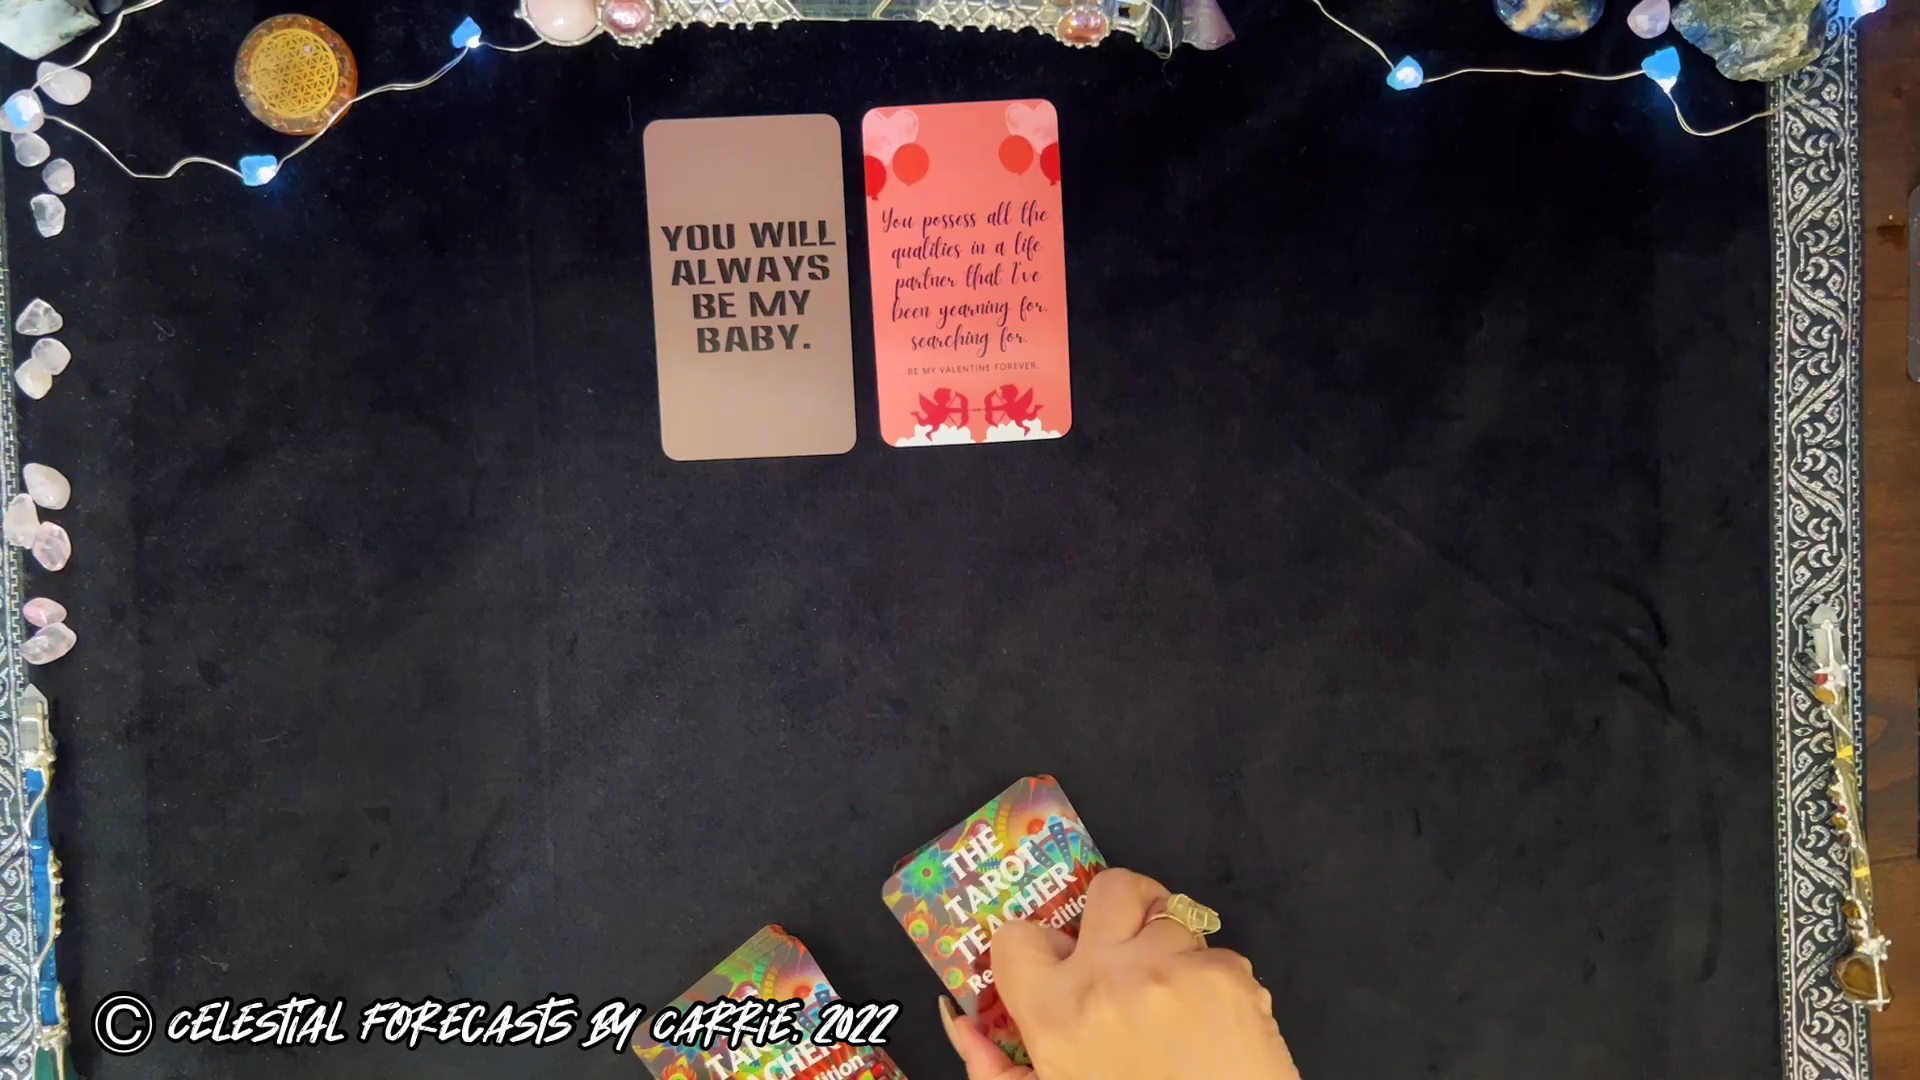 YOU WILL
ALWAYS
BE MY
BABY.
You possess all the
qualities in a life
partner that I've
been yearning for,
searching for.
BE MY VALENTINE FOREVER.
THE
TAROT
TEACHER
Edition
© CELESTIAL FORECASTS BY CARRIE. 2022